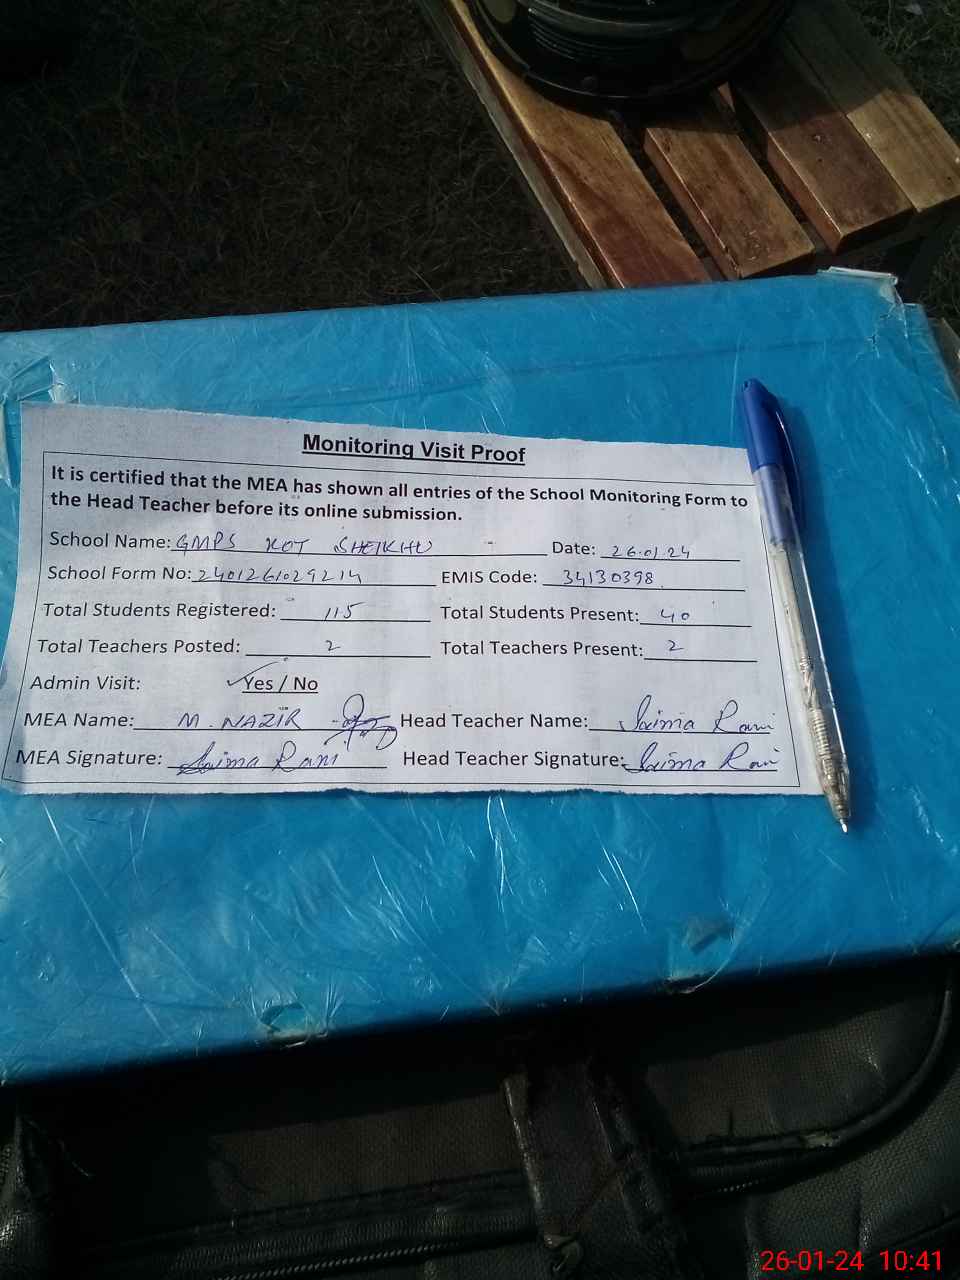 Monitoring Visit Proof
It is certified that the MEA has shown all entries of the School Monitoring Form to
the Head Teacher before its online submission.
School Name: GMPS KOT SHEIKHU Date: 26.01.24
School Form No: 2401261029214 EMIS Code: 34130398
Total Students Registered: 115 Total Students Present: 40
Total Teachers Posted: 2 Total Teachers Present: 2
Admin Visit: Yes / No
MEA Name: M. NAZIR Head Teacher Name: Saima Rani
MEA Signature: Saima Rani Head Teacher Signature: Saima Rani
26-01-24 10:41